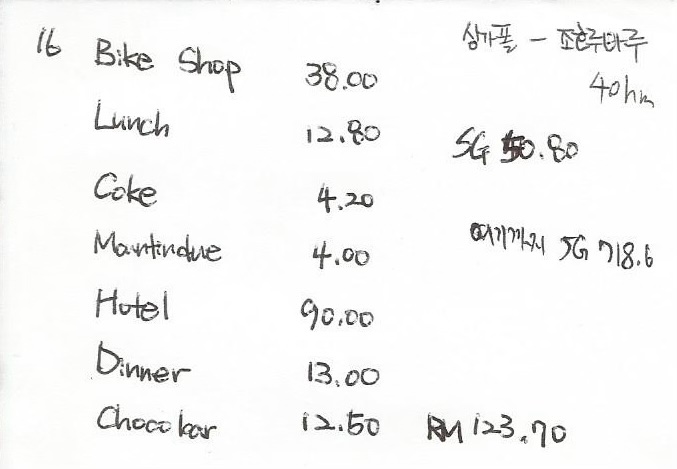 16 Bike Shop 38.00 싱가폴 - 조호루바루
40km
Lunch 12.80 SG 50.80
Coke 4.20
4.00 여기까지 SG 718.6
Hotel 90.00
Dinner 13.00
Chocobar 12.50 RM 123.70